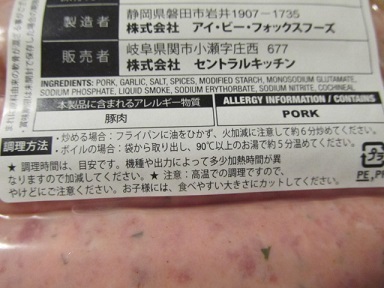 製造者
静岡県磐田市岩井1907-1735
株式会社 アイ・ビー・フォックスフーズ
販売者
岐阜県関市小瀬字庄西 677
株式会社 セントラルキッチン
INGREDIENTS: PORK, GARLIC, SALT, SPICES, MODIFIED STARCH, MONOSODIUM GLUTAMATE,
SODIUM PHOSPHATE, LIQUID SMOKE, SODIUM ERYTHORBATE, SODIUM NITRITE, COCHINEAL
本製品に含まれるアレルギー物質
ALLERGY INFORMATION / CONTAINS
豚肉
PORK
調理方法
・炒める場合：フライパンに油をひかず、火加減に注意して約6分炒めてください。
・ボイルの場合：袋から取り出し、90℃以上のお湯で約5分温めてください。
★ 調理時間は、目安です。機種や出力によって多少加熱時間が異
なりますので加減してください。★ 注意：高温での調理ですので、
やけどにご注意ください。お子様には、食べやすい大きさにカットしてください。
PE,